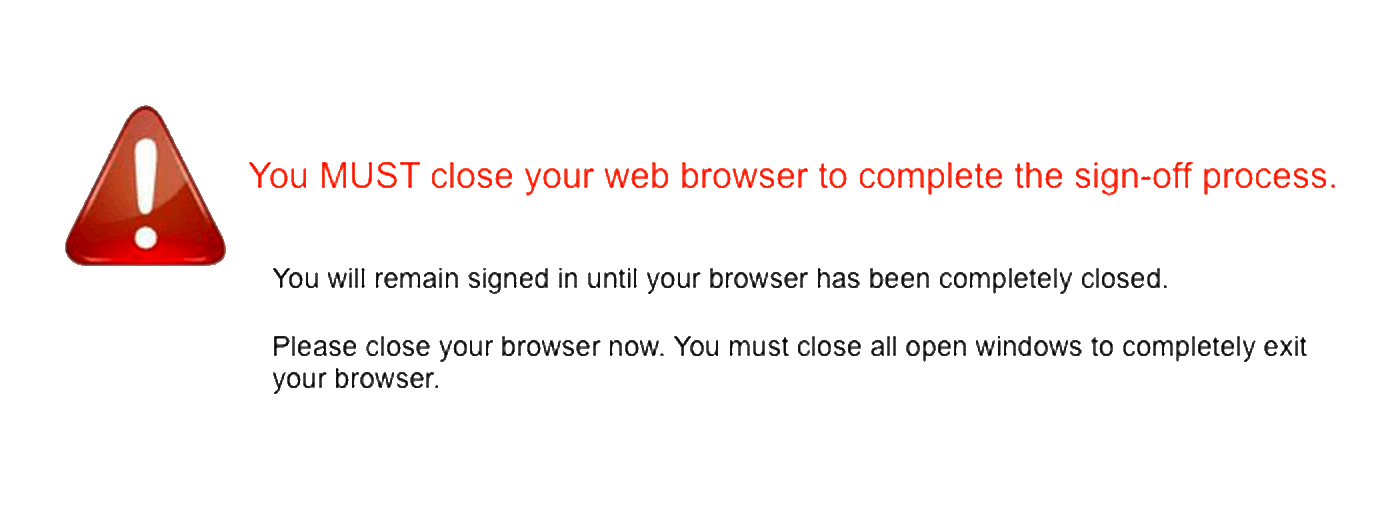 You MUST close your web browser to complete the sign-off process.
You will remain signed in until your browser has been completely closed.
Please close your browser now. You must close all open windows to completely exit
your browser.